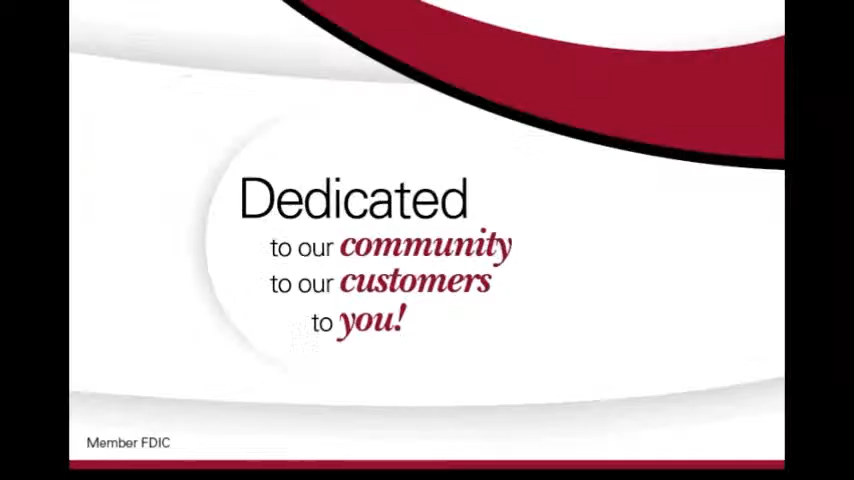 Dedicated
to our community
to our customers
to you!
Member FDIC